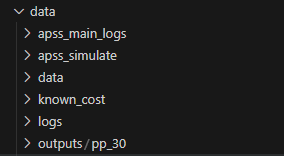 data
apss_main_logs
apss_simulate
data
known_cost
logs
outputs / pp_30